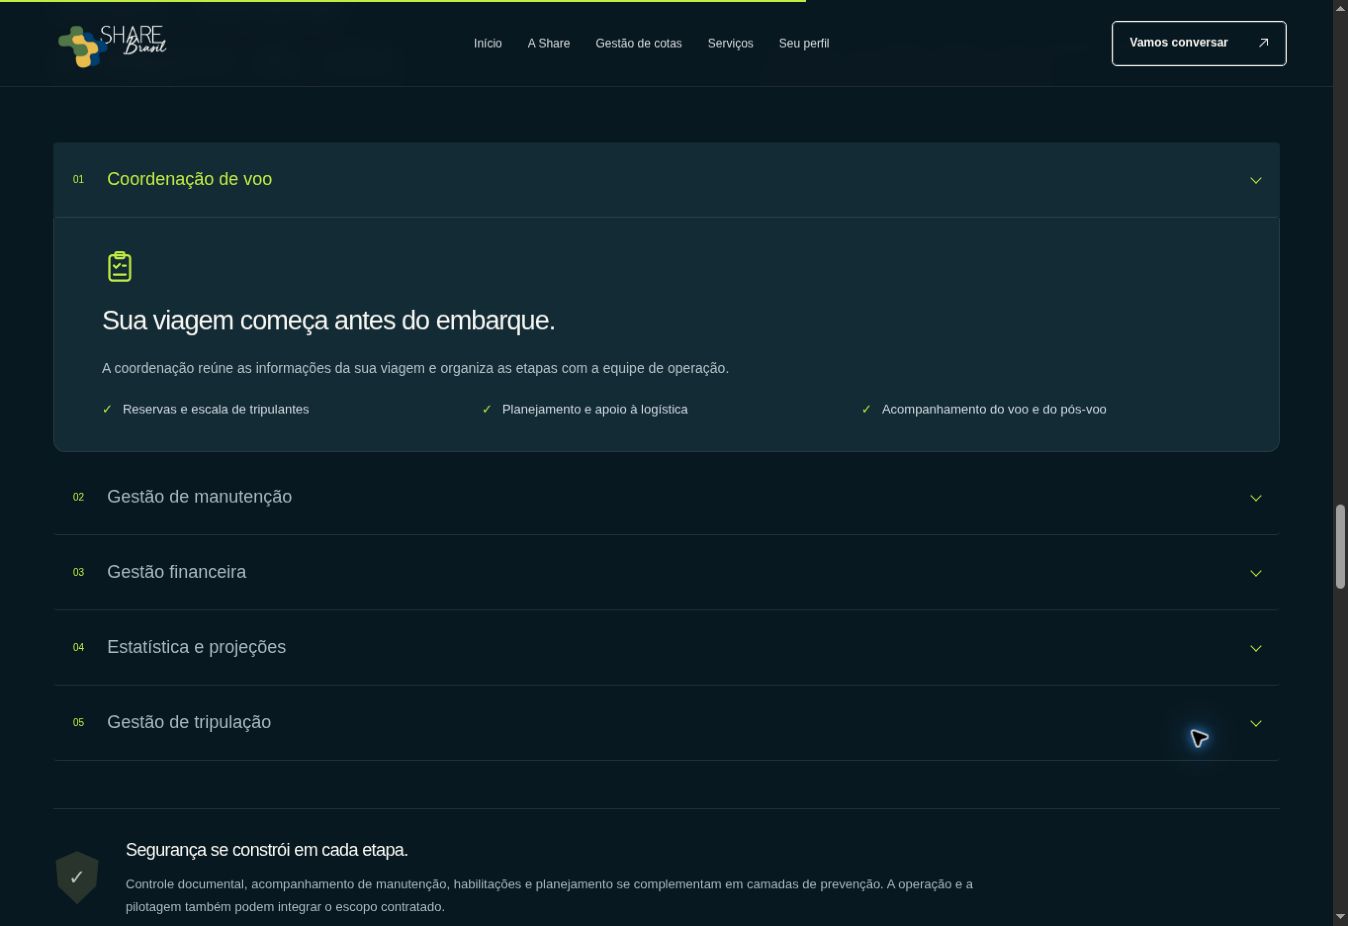 SHARE
Brasil
Início
A Share
Gestão de cotas
Serviços
Seu perfil
Vamos conversar
01
Coordenação de voo
Sua viagem começa antes do embarque.
A coordenação reúne as informações da sua viagem e organiza as etapas com a equipe de operação.
✓ Reservas e escala de tripulantes
✓ Planejamento e apoio à logística
✓ Acompanhamento do voo e do pós-voo
02
Gestão de manutenção
03
Gestão financeira
04
Estatística e projeções
05
Gestão de tripulação
Segurança se constrói em cada etapa.
Controle documental, acompanhamento de manutenção, habilitações e planejamento se complementam em camadas de prevenção. A operação e a
pilotagem também podem integrar o escopo contratado.